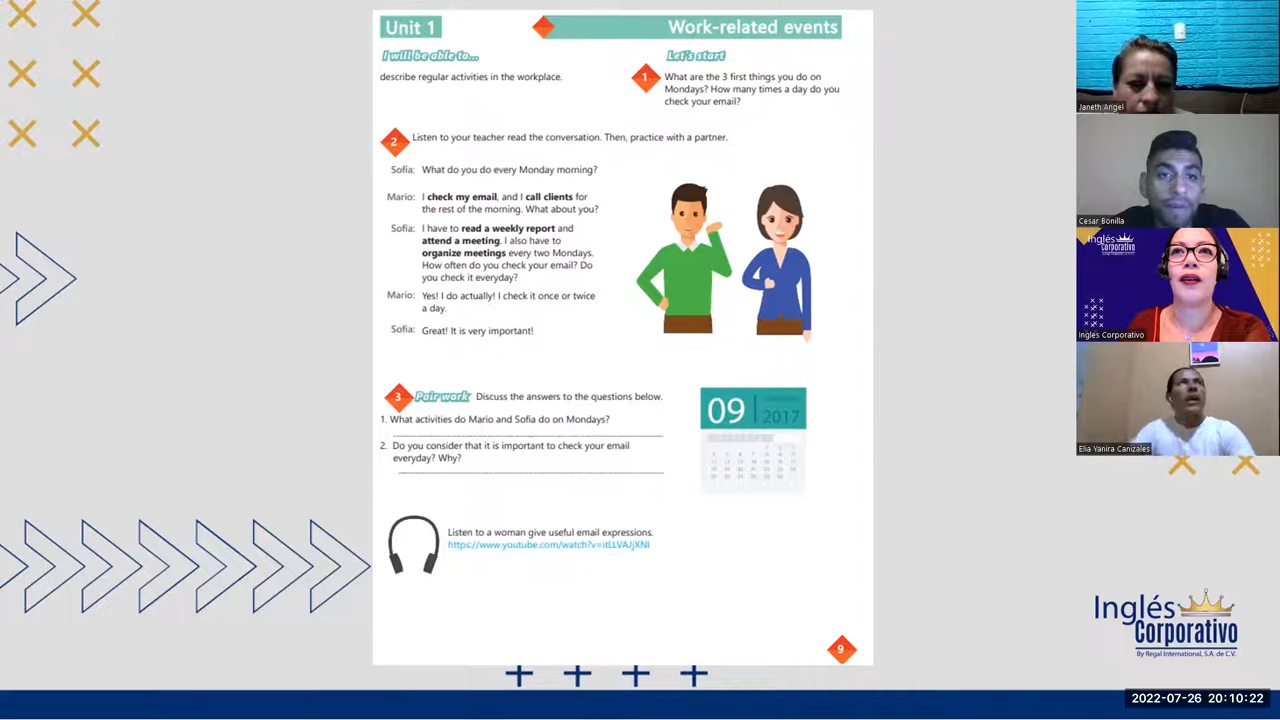 Unit 1
Work-related events
I will be able to...
describe regular activities in the workplace.
Let's start
1
What are the 3 first things you do on
Mondays? How many times a day do you
check your email?
2
Listen to your teacher read the conversation. Then, practice with a partner.
Sofía: What do you do every Monday morning?
Mario: I check my email, and I call clients for
the rest of the morning. What about you?
Sofía: I have to read a weekly report and
attend a meeting. I also have to
organize meetings every two Mondays.
How often do you check your email? Do
you check it everyday?
Mario: Yes! I do actually! I check it once or twice
a day.
Sofía: Great! It is very important!
3
Pair work Discuss the answers to the questions below.
1. What activities do Mario and Sofía do on Mondays?
2. Do you consider that it is important to check your email
everyday? Why?
09
2017
Listen to a woman give useful email expressions.
https://www.youtube.com/watch?v=itLLVAJjXNI
9
Janeth Angel
Cesar Bonilla
Inglés
Corporativo
Inglés Corporativo
Elia Yanira Canizales
Inglés
Corporativo
By Regal International, S.A. de C.V.
2022-07-26 20:10:22